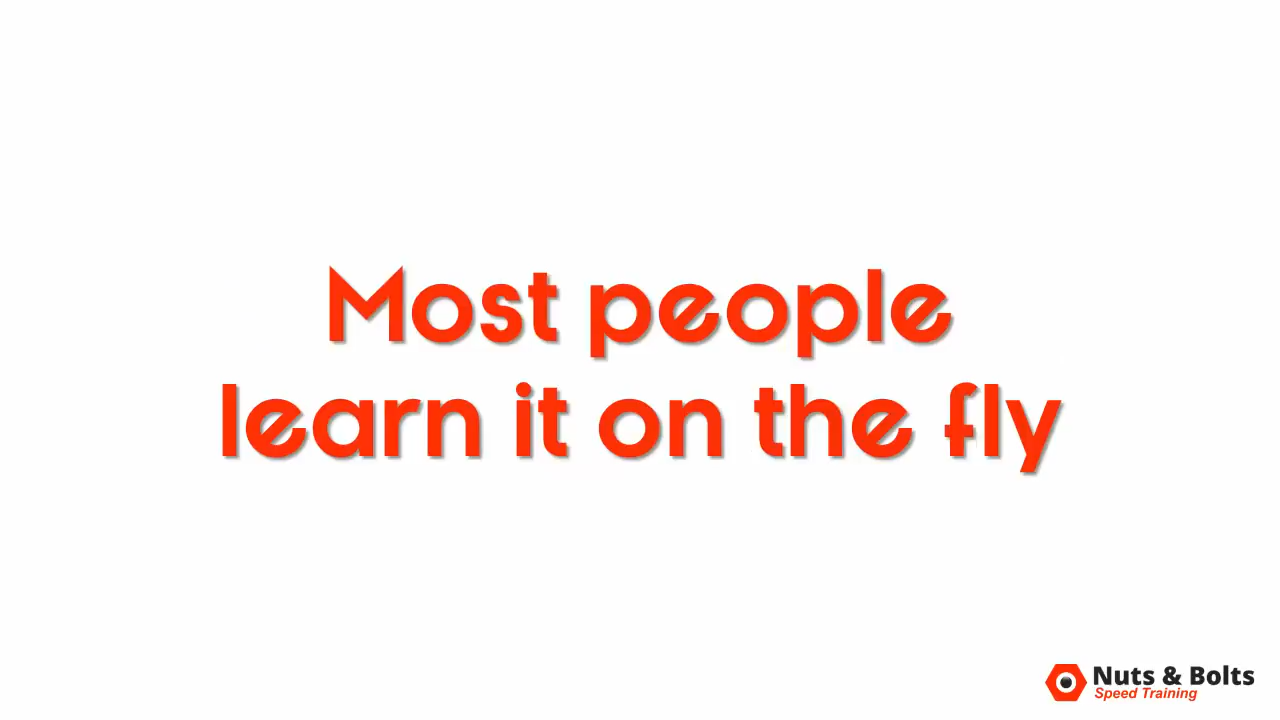 Most people
learn it on the fly
Nuts & Bolts
Speed Training